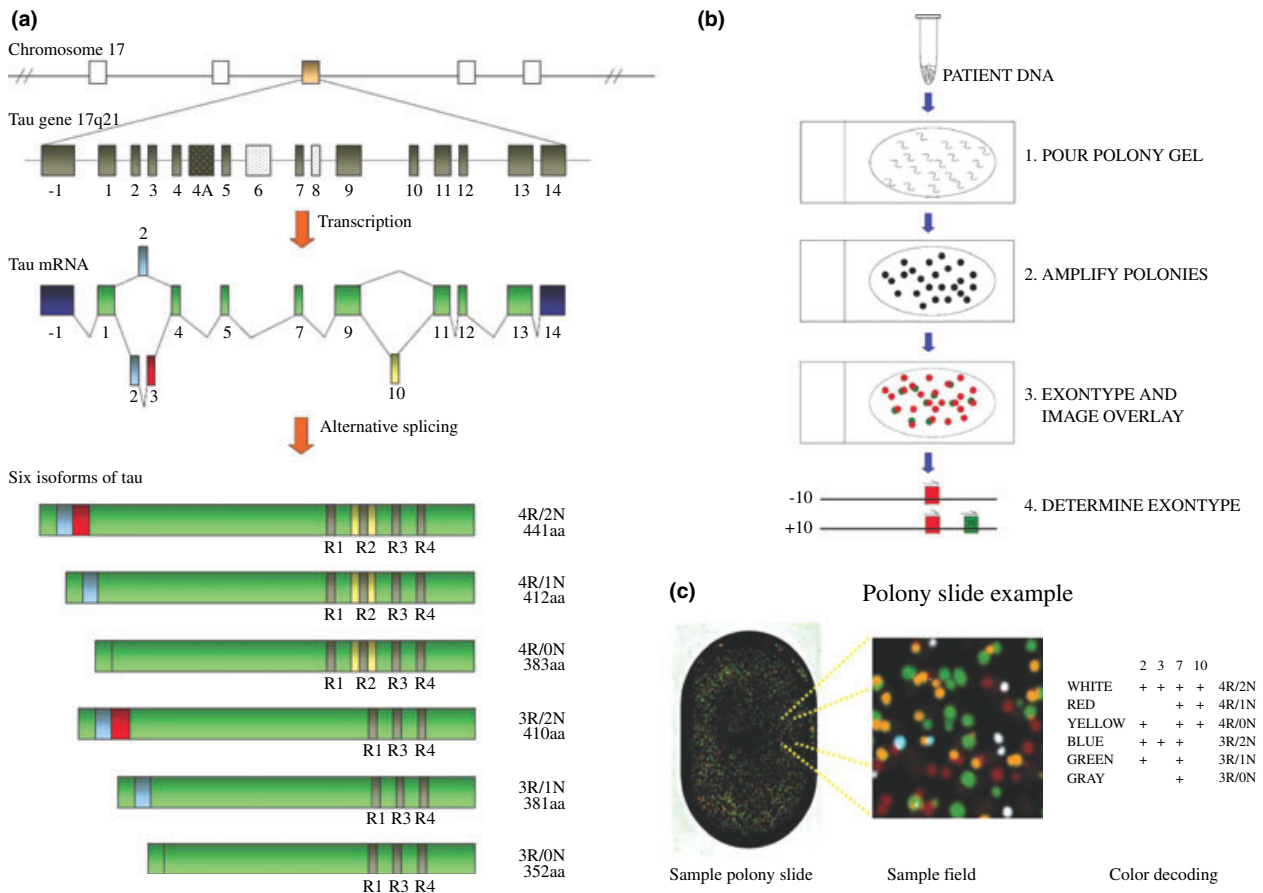 (a)
Chromosome 17
Tau gene 17q21
-1 1 2 3 4 4A 5 6 7 8 9 10 11 12 13 14
Transcription
2
Tau mRNA
-1 1 4 5 7 9 11 12 13 14
2 3 10
Alternative splicing
Six isoforms of tau
4R/2N
441aa
R1 R2 R3 R4
4R/1N
412aa
R1 R2 R3 R4
4R/0N
383aa
R1 R2 R3 R4
3R/2N
410aa
R1 R3 R4
3R/1N
381aa
R1 R3 R4
3R/0N
352aa
R1 R3 R4
(b)
PATIENT DNA
1. POUR POLONY GEL
2. AMPLIFY POLONIES
3. EXONTYPE AND
IMAGE OVERLAY
-10
4. DETERMINE EXONTYPE
+10
(c)
Polony slide example
2 3 7 10
WHITE + + + + 4R/2N
RED + + 4R/1N
YELLOW + + + 4R/0N
BLUE + + + 3R/2N
GREEN + + 3R/1N
GRAY + 3R/0N
Sample polony slide
Sample field
Color decoding